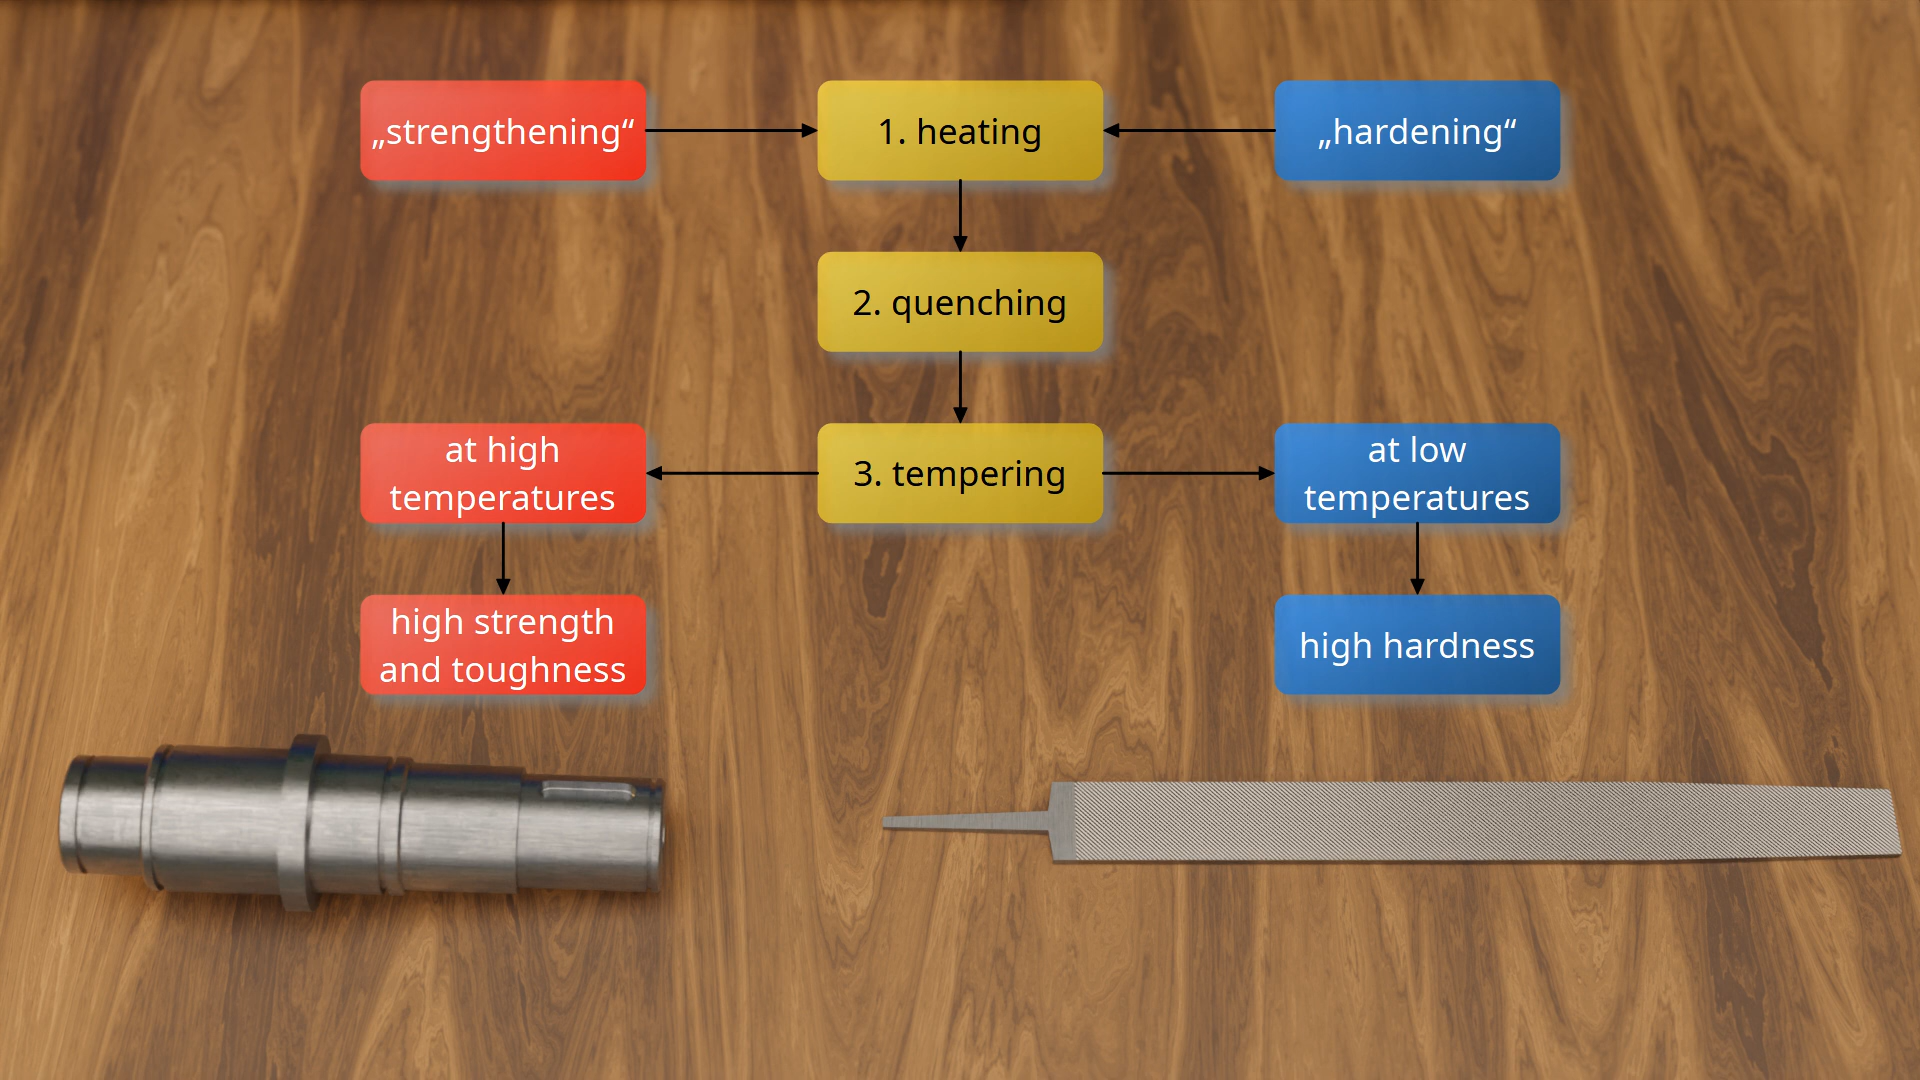 „strengthening“
1. heating
„hardening“
2. quenching
at high
temperatures
3. tempering
at low
temperatures
high strength
and toughness
high hardness